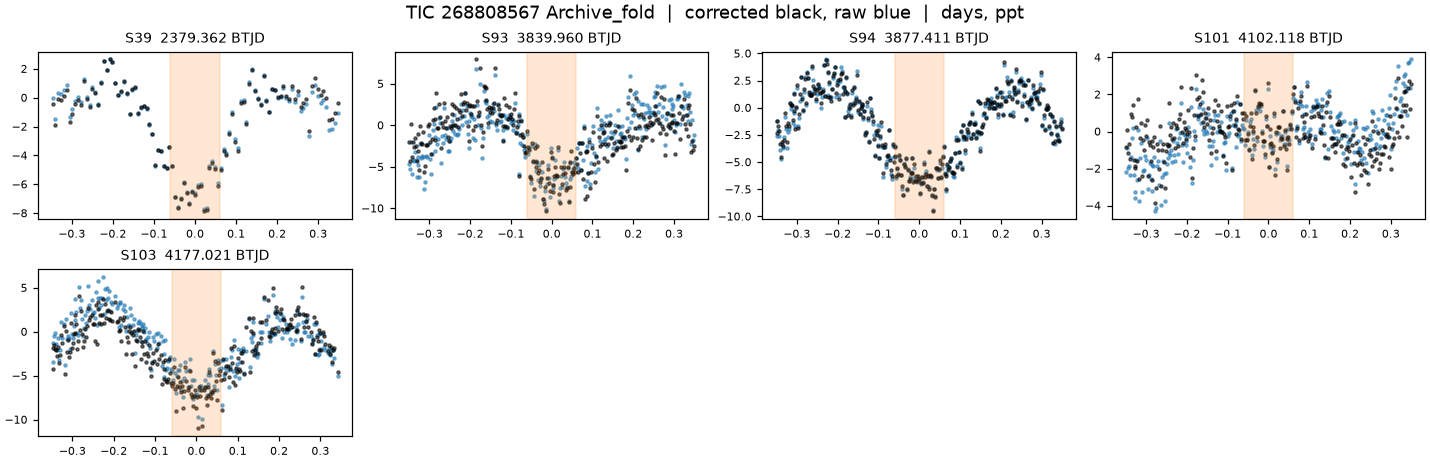 TIC 268808567 Archive_fold | corrected black, raw blue | days, ppt
S39 2379.362 BTJD
S93 3839.960 BTJD
S94 3877.411 BTJD
S101 4102.118 BTJD
2
0
−2
−4
−6
−8
−0.3 −0.2 −0.1 0.0 0.1 0.2 0.3
5
0
−5
−10
−0.3 −0.2 −0.1 0.0 0.1 0.2 0.3
5.0
2.5
0.0
−2.5
−5.0
−7.5
−10.0
−0.3 −0.2 −0.1 0.0 0.1 0.2 0.3
4
2
0
−2
−4
−0.3 −0.2 −0.1 0.0 0.1 0.2 0.3
S103 4177.021 BTJD
5
0
−5
−10
−0.3 −0.2 −0.1 0.0 0.1 0.2 0.3